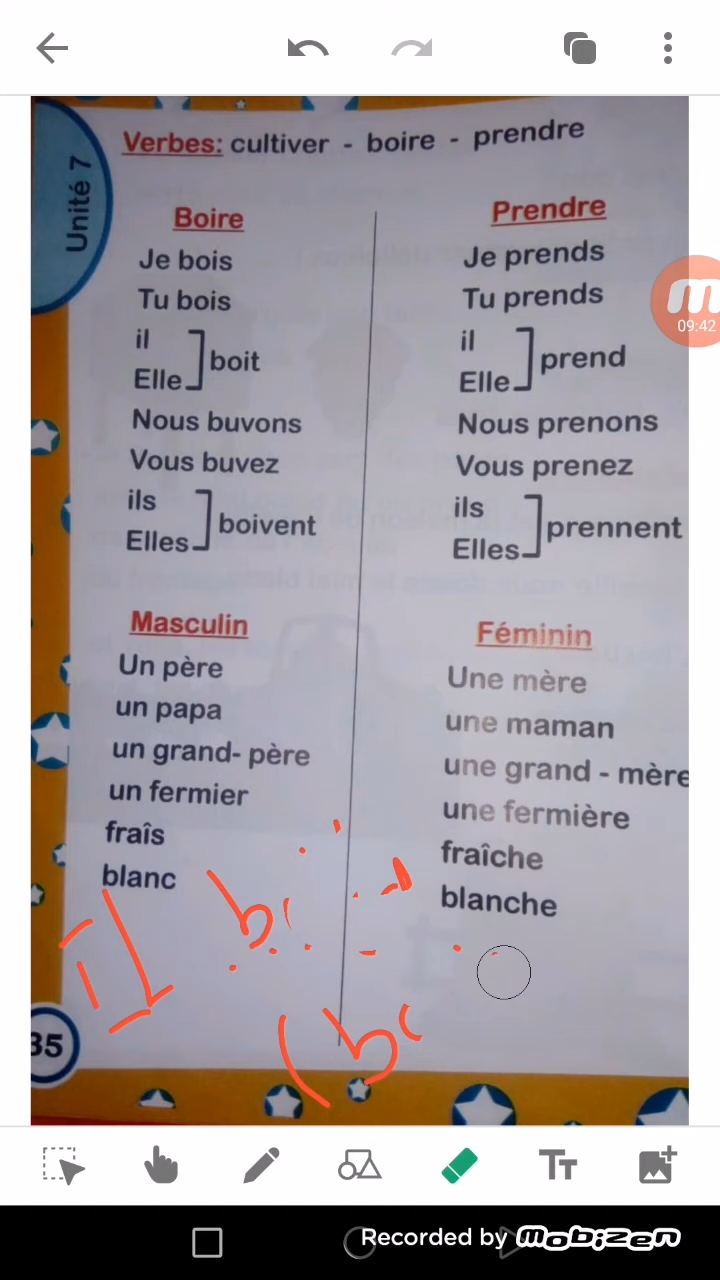 Verbes: cultiver - boire - prendre
Unité 7
Boire
Je bois
Tu bois
il
Elle
boit
Nous buvons
Vous buvez
ils
Elles
boivent
Prendre
Je prends
Tu prends
il
Elle
prend
Nous prenons
Vous prenez
ils
Elles
prennent
09:42
Masculin
Un père
un papa
un grand- père
un fermier
fraîs
blanc
Féminin
Une mère
une maman
une grand - mère
une fermière
fraîche
blanche
Il
35
Tт
Recorded by mobizen